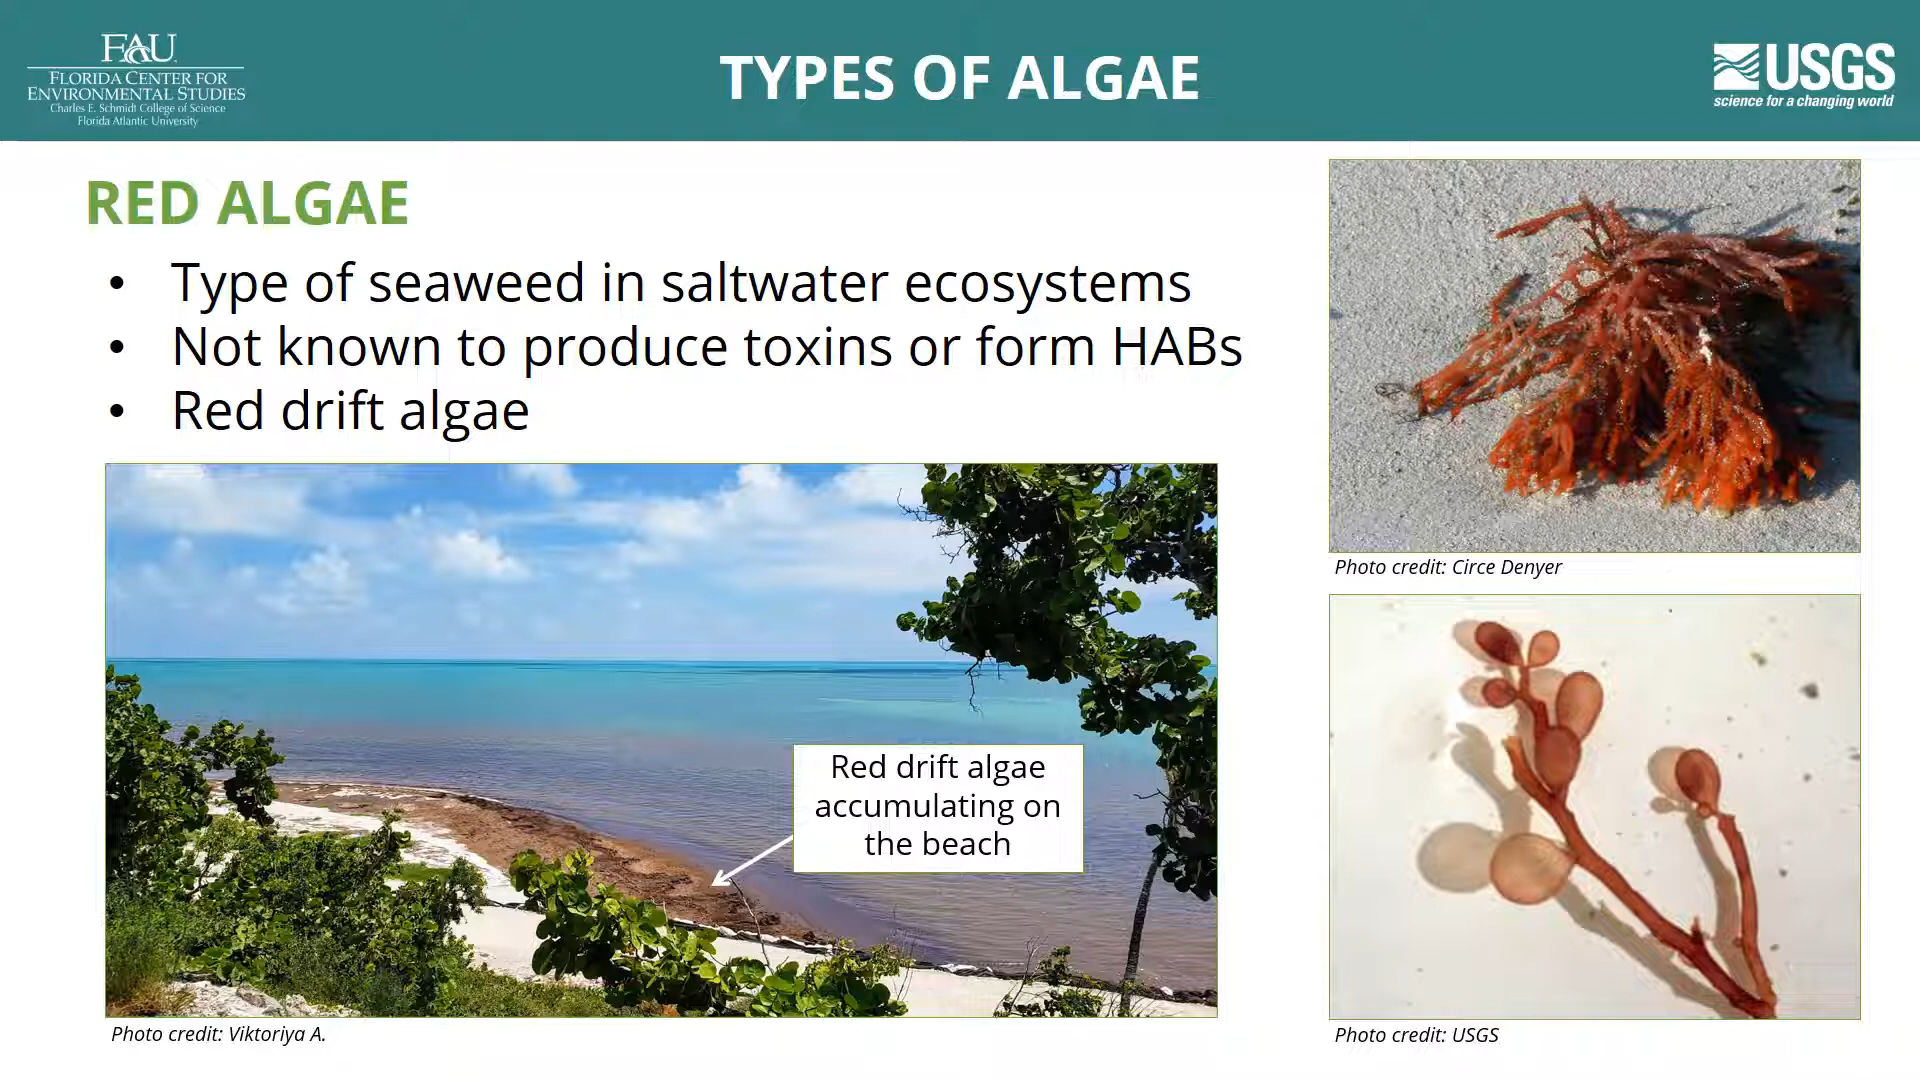 FAU
FLORIDA CENTER FOR
ENVIRONMENTAL STUDIES
Charles E. Schmidt College of Science
Florida Atlantic University
TYPES OF ALGAE
USGS
science for a changing world
RED ALGAE
• Type of seaweed in saltwater ecosystems
• Not known to produce toxins or form HABs
• Red drift algae
Red drift algae
accumulating on
the beach
Photo credit: Viktoriya A.
Photo credit: Circe Denyer
Photo credit: USGS